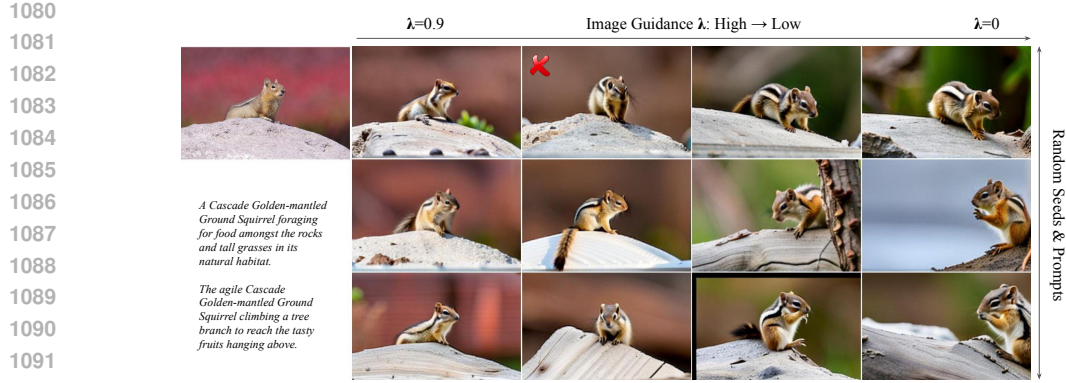 1080
1081
1082
1083
1084
1085
1086
1087
1088
1089
1090
1091
λ=0.9 Image Guidance λ: High → Low λ=0
A Cascade Golden-mantled
Ground Squirrel foraging
for food amongst the rocks
and tall grasses in its
natural habitat.
The agile Cascade
Golden-mantled Ground
Squirrel climbing a tree
branch to reach the tasty
fruits hanging above.
Random Seeds & Prompts